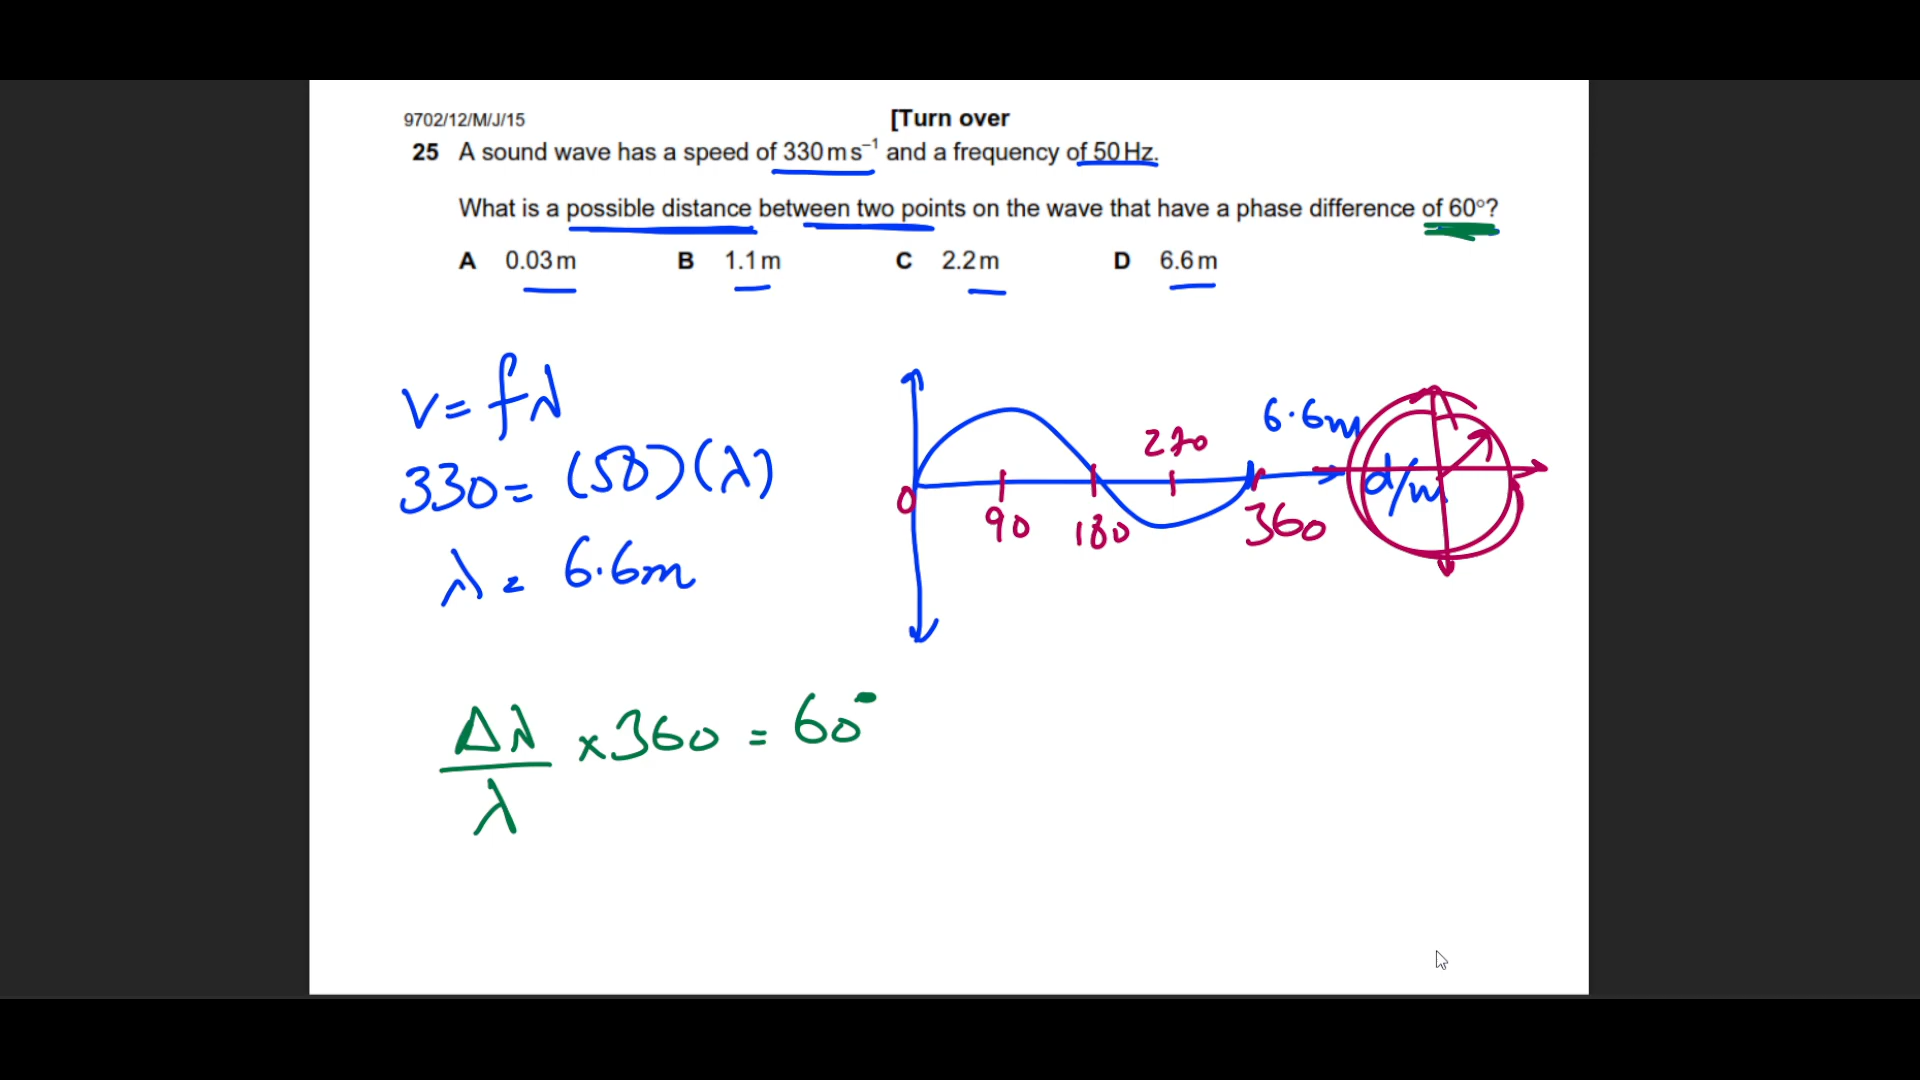 9702/12/M/J/15 [Turn over
25 A sound wave has a speed of 330 m s⁻¹ and a frequency of 50 Hz.
What is a possible distance between two points on the wave that have a phase difference of 60°?
A 0.03 m B 1.1 m C 2.2 m D 6.6 m
v = fλ
330 = (50)(λ)
λ = 6.6m
6.6m
270
d/m
0
90
180
360
Δλ/λ × 360 = 60°